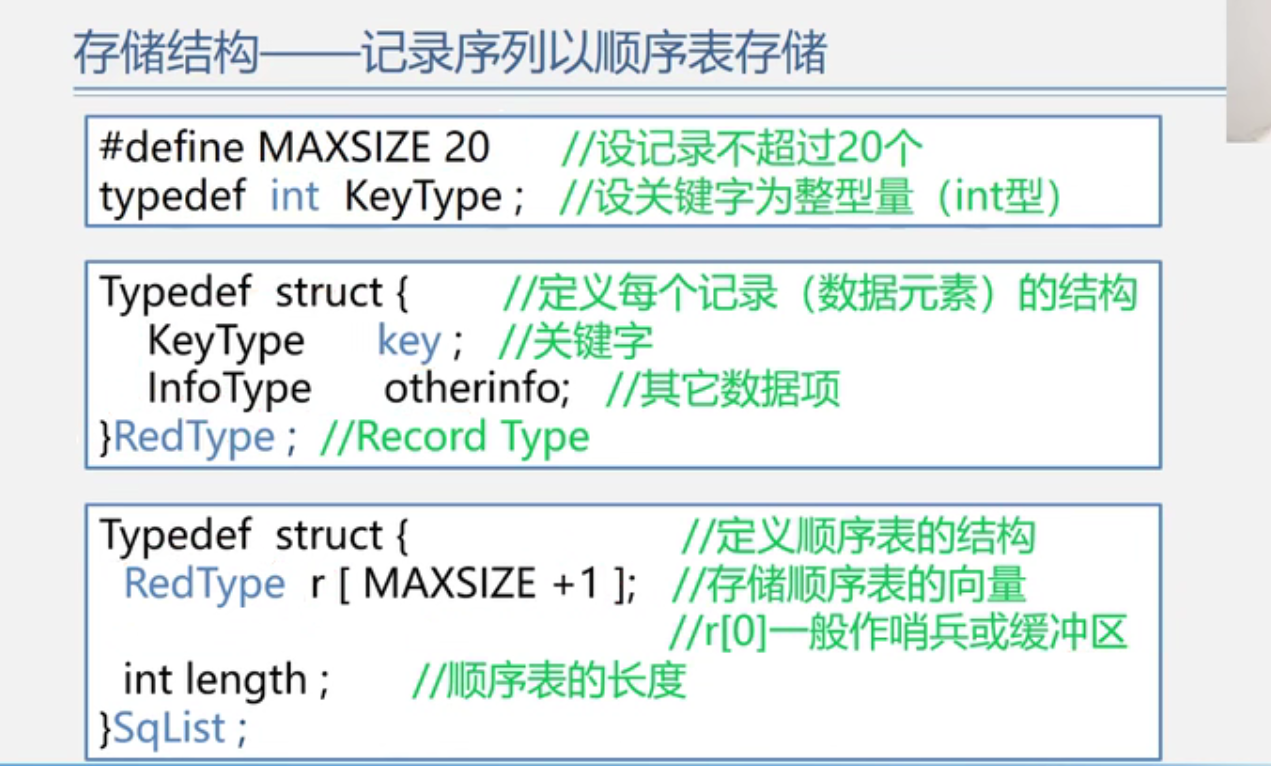 存储结构——记录序列以顺序表存储
#define MAXSIZE 20 //设记录不超过20个
typedef int KeyType ; //设关键字为整型量（int型）
Typedef struct { //定义每个记录（数据元素）的结构
KeyType key ; //关键字
InfoType otherinfo; //其它数据项
}RedType ; //Record Type
Typedef struct { //定义顺序表的结构
RedType r [ MAXSIZE +1 ]; //存储顺序表的向量
//r[0]一般作哨兵或缓冲区
int length ; //顺序表的长度
}SqList ;